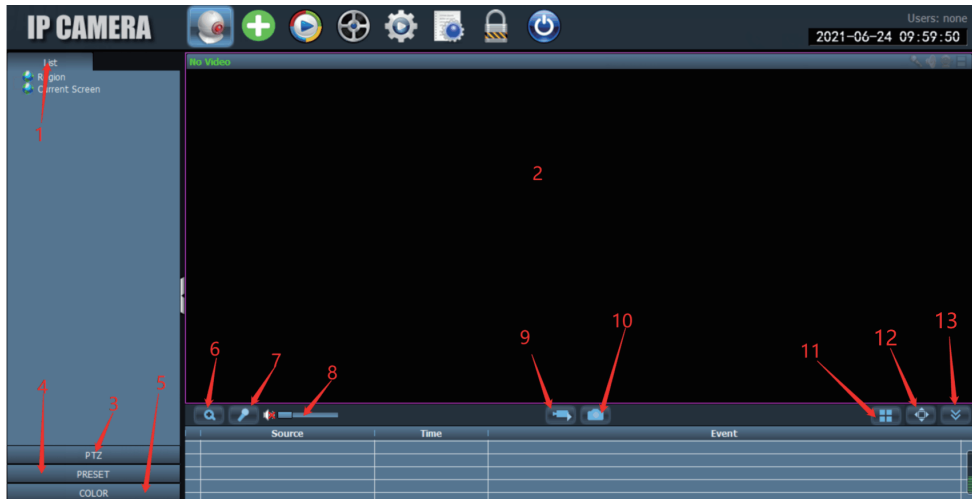 IP CAMERA
Users: none
2021-06-24 09:59:50
List
No Video
Region
Current Screen
1
2
6
7
8
9
10
11
12
13
4
3
5
Source Time Event
PTZ
PRESET
COLOR